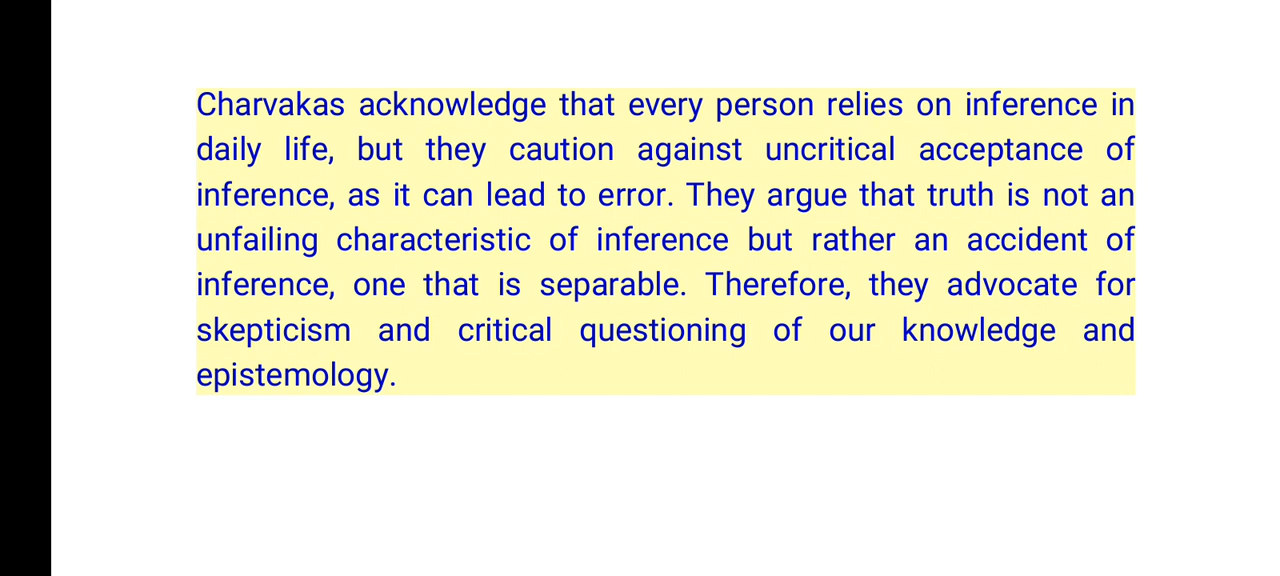 Charvakas acknowledge that every person relies on inference in
daily life, but they caution against uncritical acceptance of
inference, as it can lead to error. They argue that truth is not an
unfailing characteristic of inference but rather an accident of
inference, one that is separable. Therefore, they advocate for
skepticism and critical questioning of our knowledge and
epistemology.